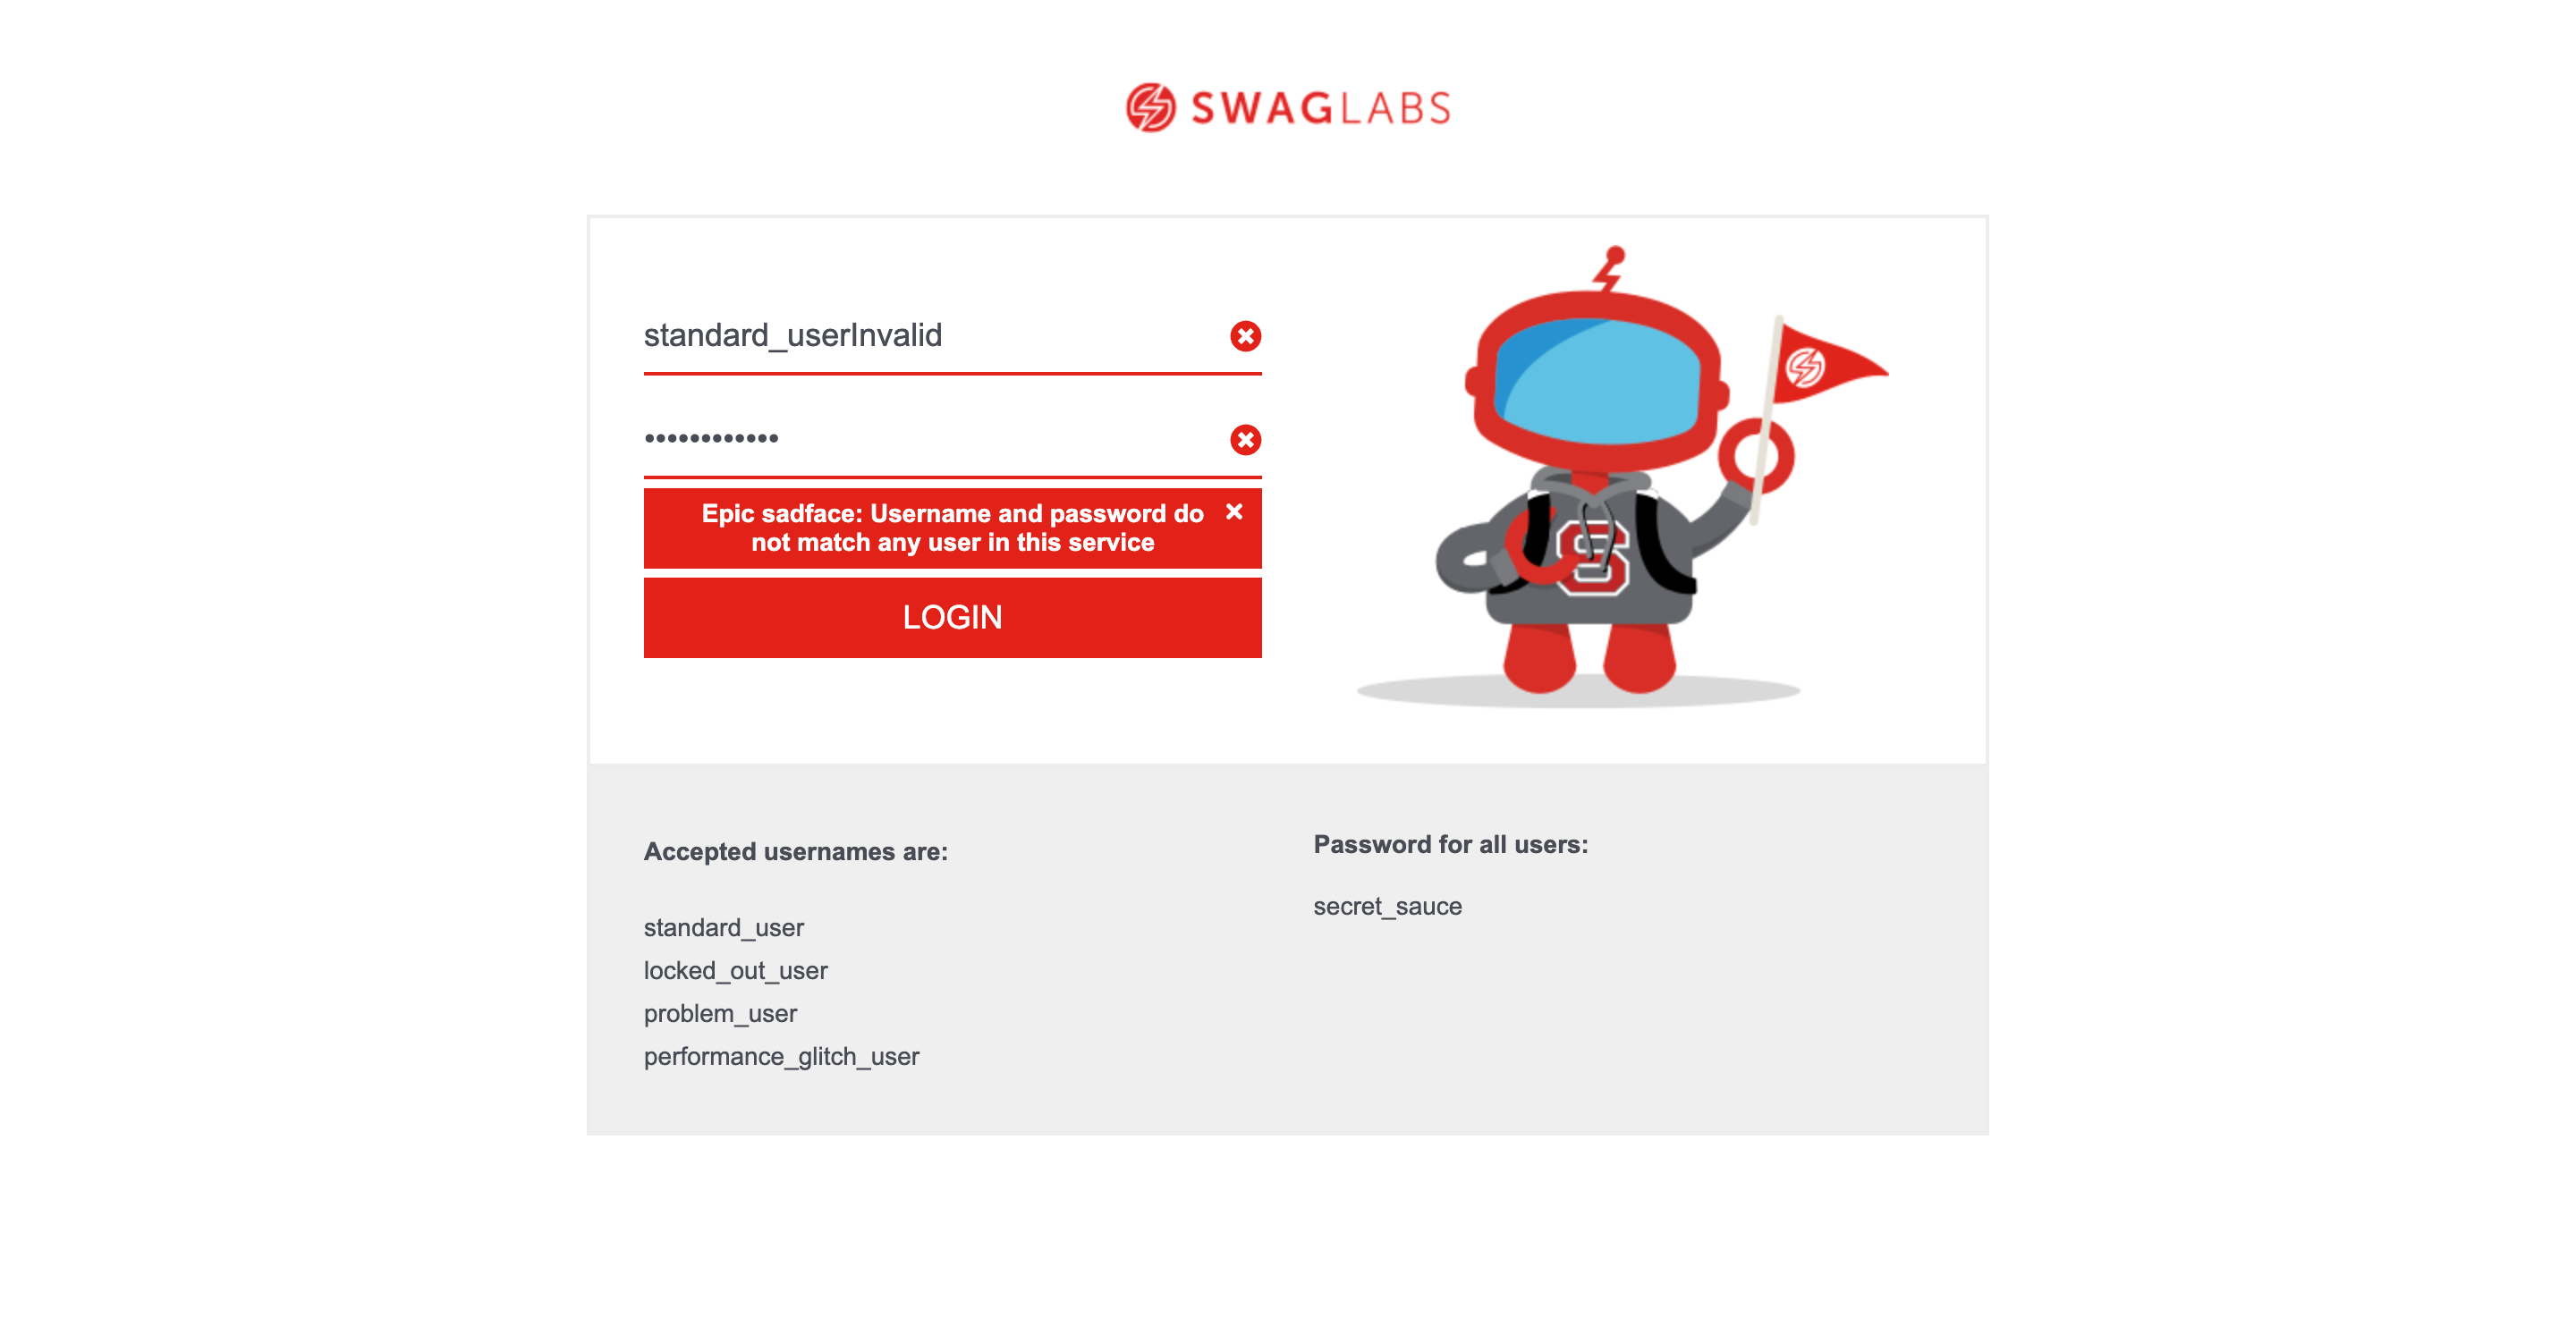 SWAGLABS
standard_userInvalid
••••••••••••
Epic sadface: Username and password do
not match any user in this service
LOGIN
S
Accepted usernames are:
standard_user
locked_out_user
problem_user
performance_glitch_user
Password for all users:
secret_sauce